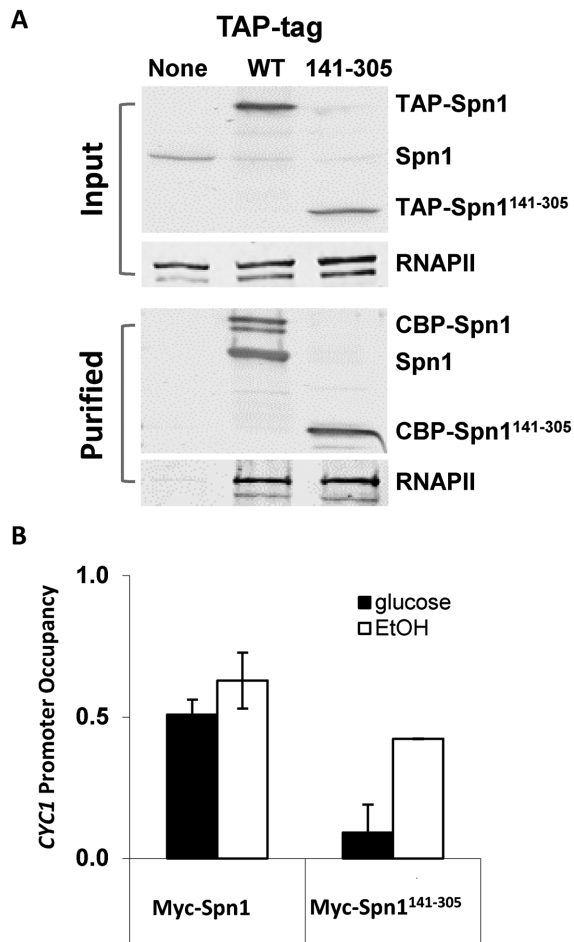 A
TAP-tag
None WT 141-305
Input
TAP-Spn1
Spn1
TAP-Spn1¹⁴¹⁻³⁰⁵
RNAPII
Purified
CBP-Spn1
Spn1
CBP-Spn1¹⁴¹⁻³⁰⁵
RNAPII
B
CYC1 Promoter Occupancy
1.0
0.5
0.0
glucose
EtOH
Myc-Spn1 Myc-Spn1¹⁴¹⁻³⁰⁵